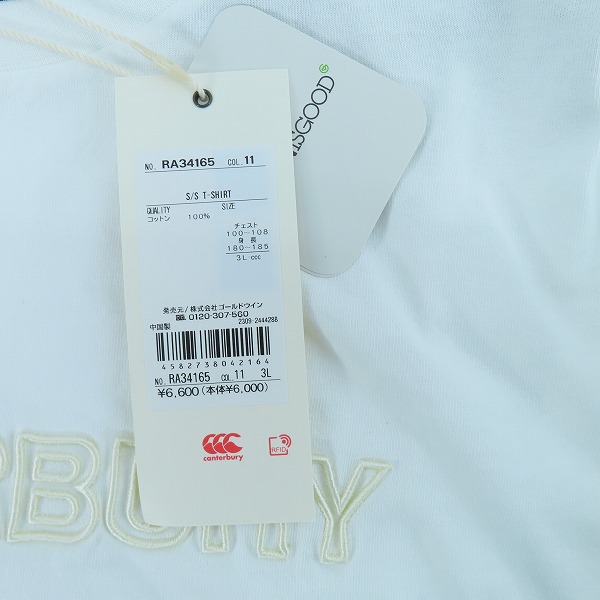 ISGOOD
NO. RA34165 COL. 11
S/S T-SHIRT
QUALITY SIZE
コットン 100%
チェスト
100〜108
身長
180〜185
3L ccc
発売元/株式会社ゴールドウイン
0120-307-560
2309-2444288
中国製
4582738042164
NO. RA34165 COL. 11 3L
¥6,600(本体¥6,000)
canterbury
RFID
BURY